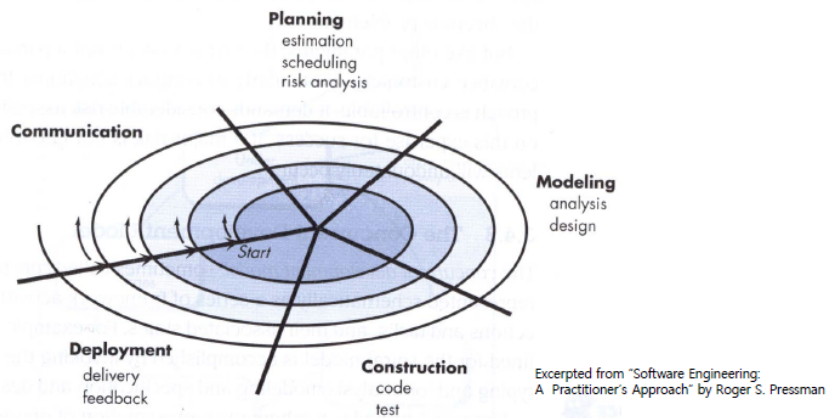 Planning
estimation
scheduling
risk analysis
Communication
Modeling
analysis
design
Start
Deployment
delivery
feedback
Construction
code
test
Excerpted from "Software Engineering:
A Practitioner's Approach" by Roger S. Pressman